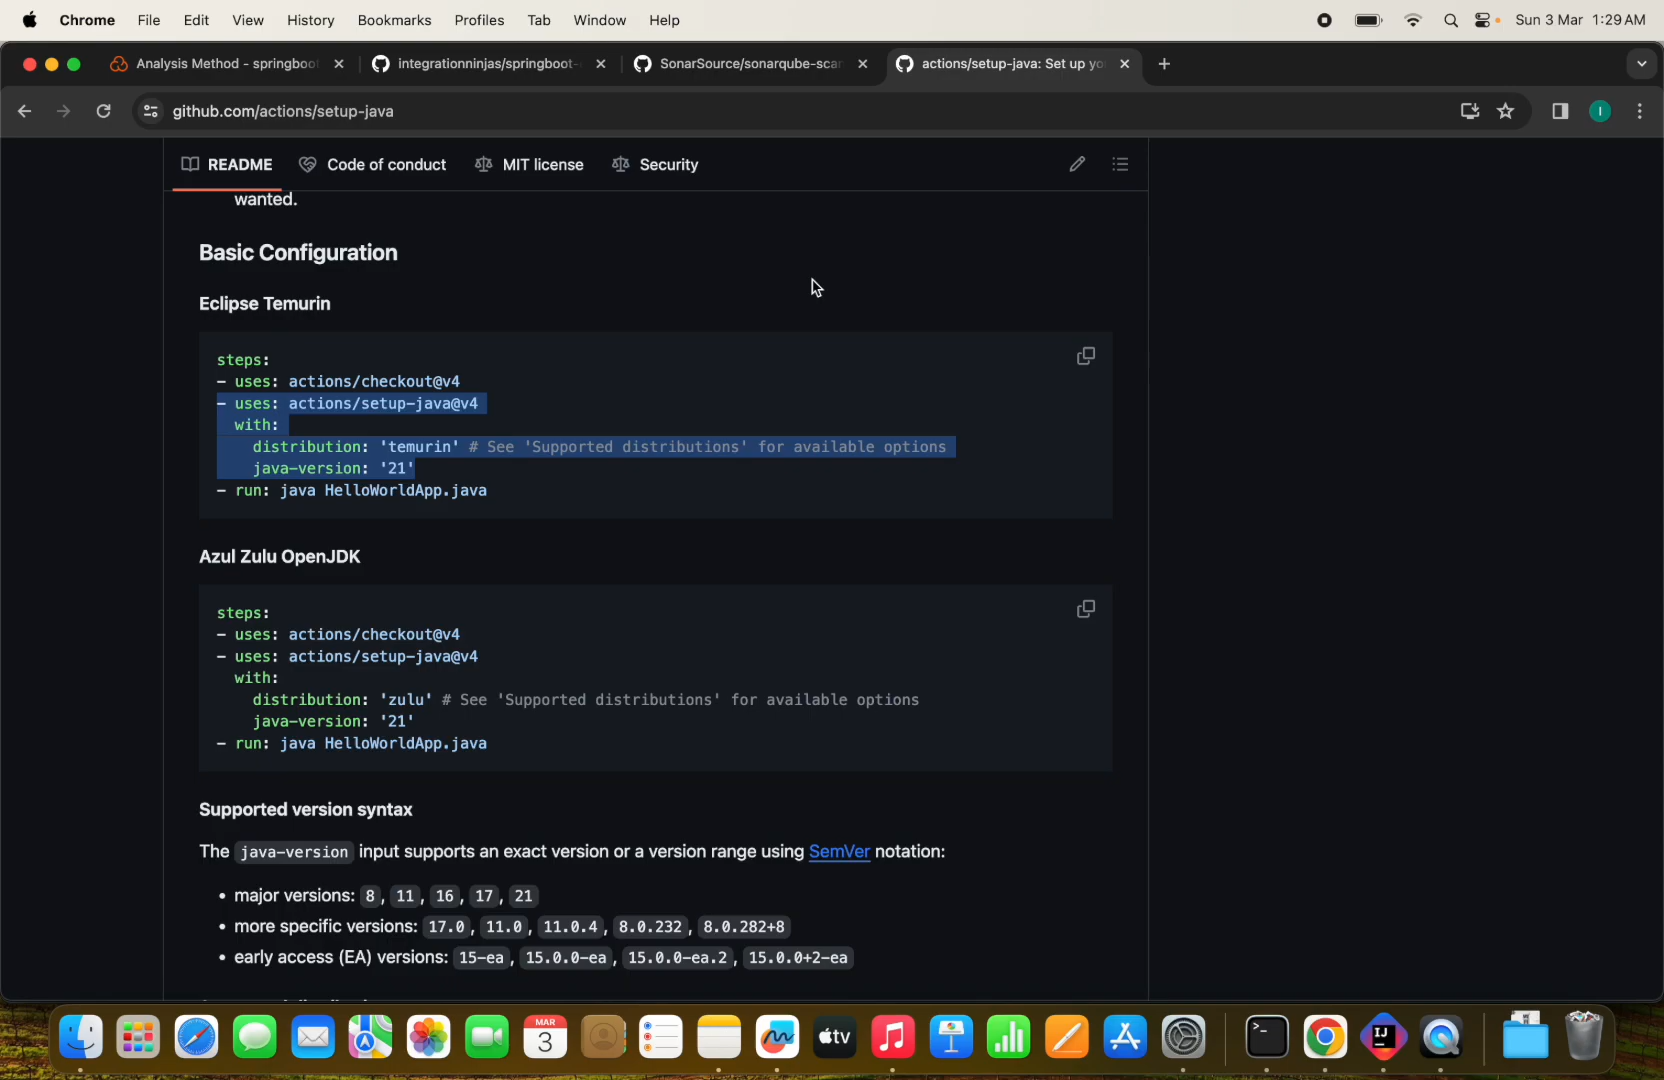 Chrome File Edit View History Bookmarks Profiles Tab Window Help Sun 3 Mar 1:29 AM
Analysis Method - springboo integrationninjas/springboot- SonarSource/sonarqube-sca actions/setup-java: Set up yo
github.com/actions/setup-java I
README Code of conduct MIT license Security
wanted.
Basic Configuration
Eclipse Temurin
steps:
- uses: actions/checkout@v4
- uses: actions/setup-java@v4
with:
distribution: 'temurin' # See 'Supported distributions' for available options
java-version: '21'
- run: java HelloWorldApp.java
Azul Zulu OpenJDK
steps:
- uses: actions/checkout@v4
- uses: actions/setup-java@v4
with:
distribution: 'zulu' # See 'Supported distributions' for available options
java-version: '21'
- run: java HelloWorldApp.java
Supported version syntax
The java-version input supports an exact version or a version range using SemVer notation:
• major versions: 8, 11, 16, 17, 21
• more specific versions: 17.0, 11.0, 11.0.4, 8.0.232, 8.0.282+8
• early access (EA) versions: 15-ea, 15.0.0-ea, 15.0.0-ea.2, 15.0.0+2-ea
MAR
3
tv
IJ